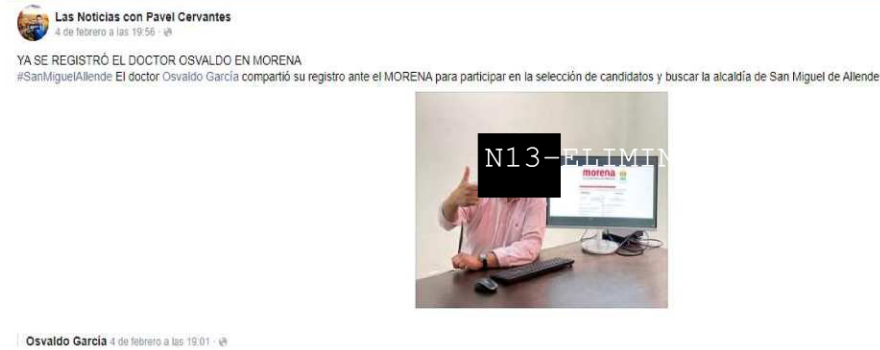 Las Noticias con Pavel Cervantes
4 de febrero a las 19:56 ·
YA SE REGISTRÓ EL DOCTOR OSVALDO EN MORENA
#SanMiguelAllende El doctor Osvaldo García compartió su registro ante el MORENA para participar en la selección de candidatos y buscar la alcaldía de San Miguel de Allende
N13-ELIMIN
morena
Osvaldo García 4 de febrero a las 19:01 ·